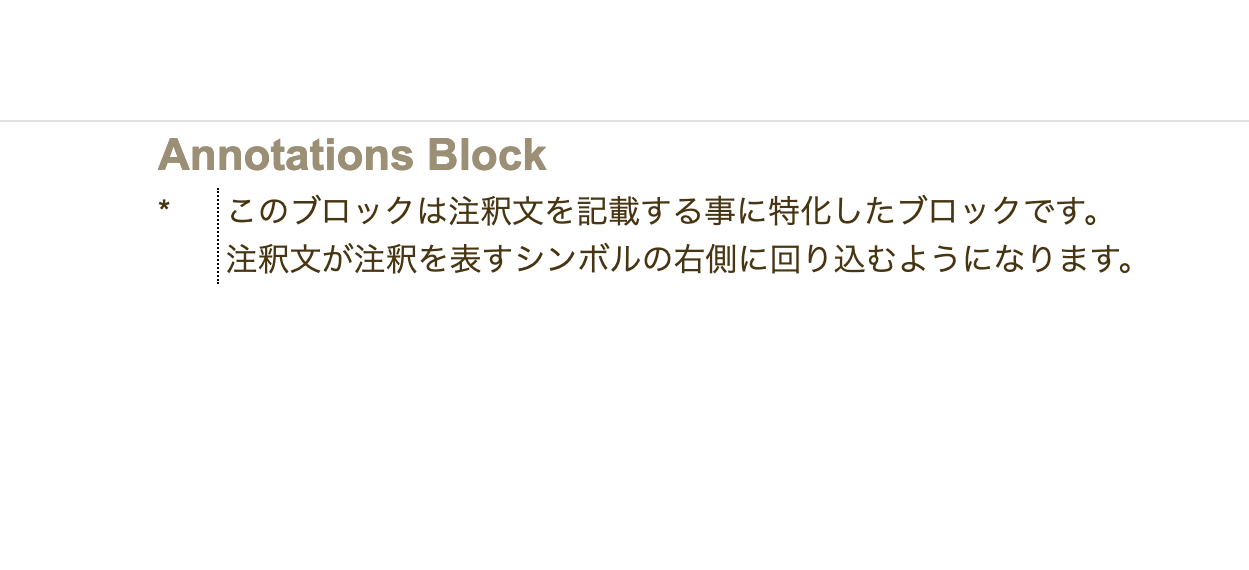 Annotations Block
* このブロックは注釈文を記載する事に特化したブロックです。
注釈文が注釈を表すシンボルの右側に回り込むようになります。